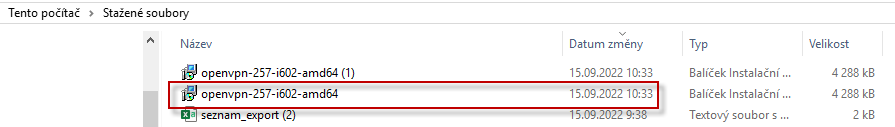 Tento počítač › Stažené soubory
Název Datum změny Typ Velikost
openvpn-257-i602-amd64 (1) 15.09.2022 10:33 Balíček Instalační ... 4 288 kB
openvpn-257-i602-amd64 15.09.2022 10:33 Balíček Instalační ... 4 288 kB
seznam_export (2) 15.09.2022 9:38 Textový soubor s ... 2 kB